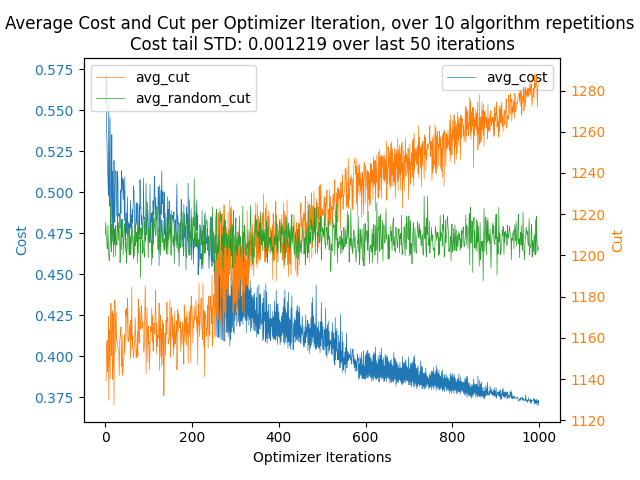 Average Cost and Cut per Optimizer Iteration, over 10 algorithm repetitions
Cost tail STD: 0.001219 over last 50 iterations
avg_cut
avg_random_cut
avg_cost
0.575
0.550
0.525
0.500
0.475
0.450
0.425
0.400
0.375
Cost
1280
1260
1240
1220
1200
1180
1160
1140
1120
Cut
0 200 400 600 800 1000
Optimizer Iterations